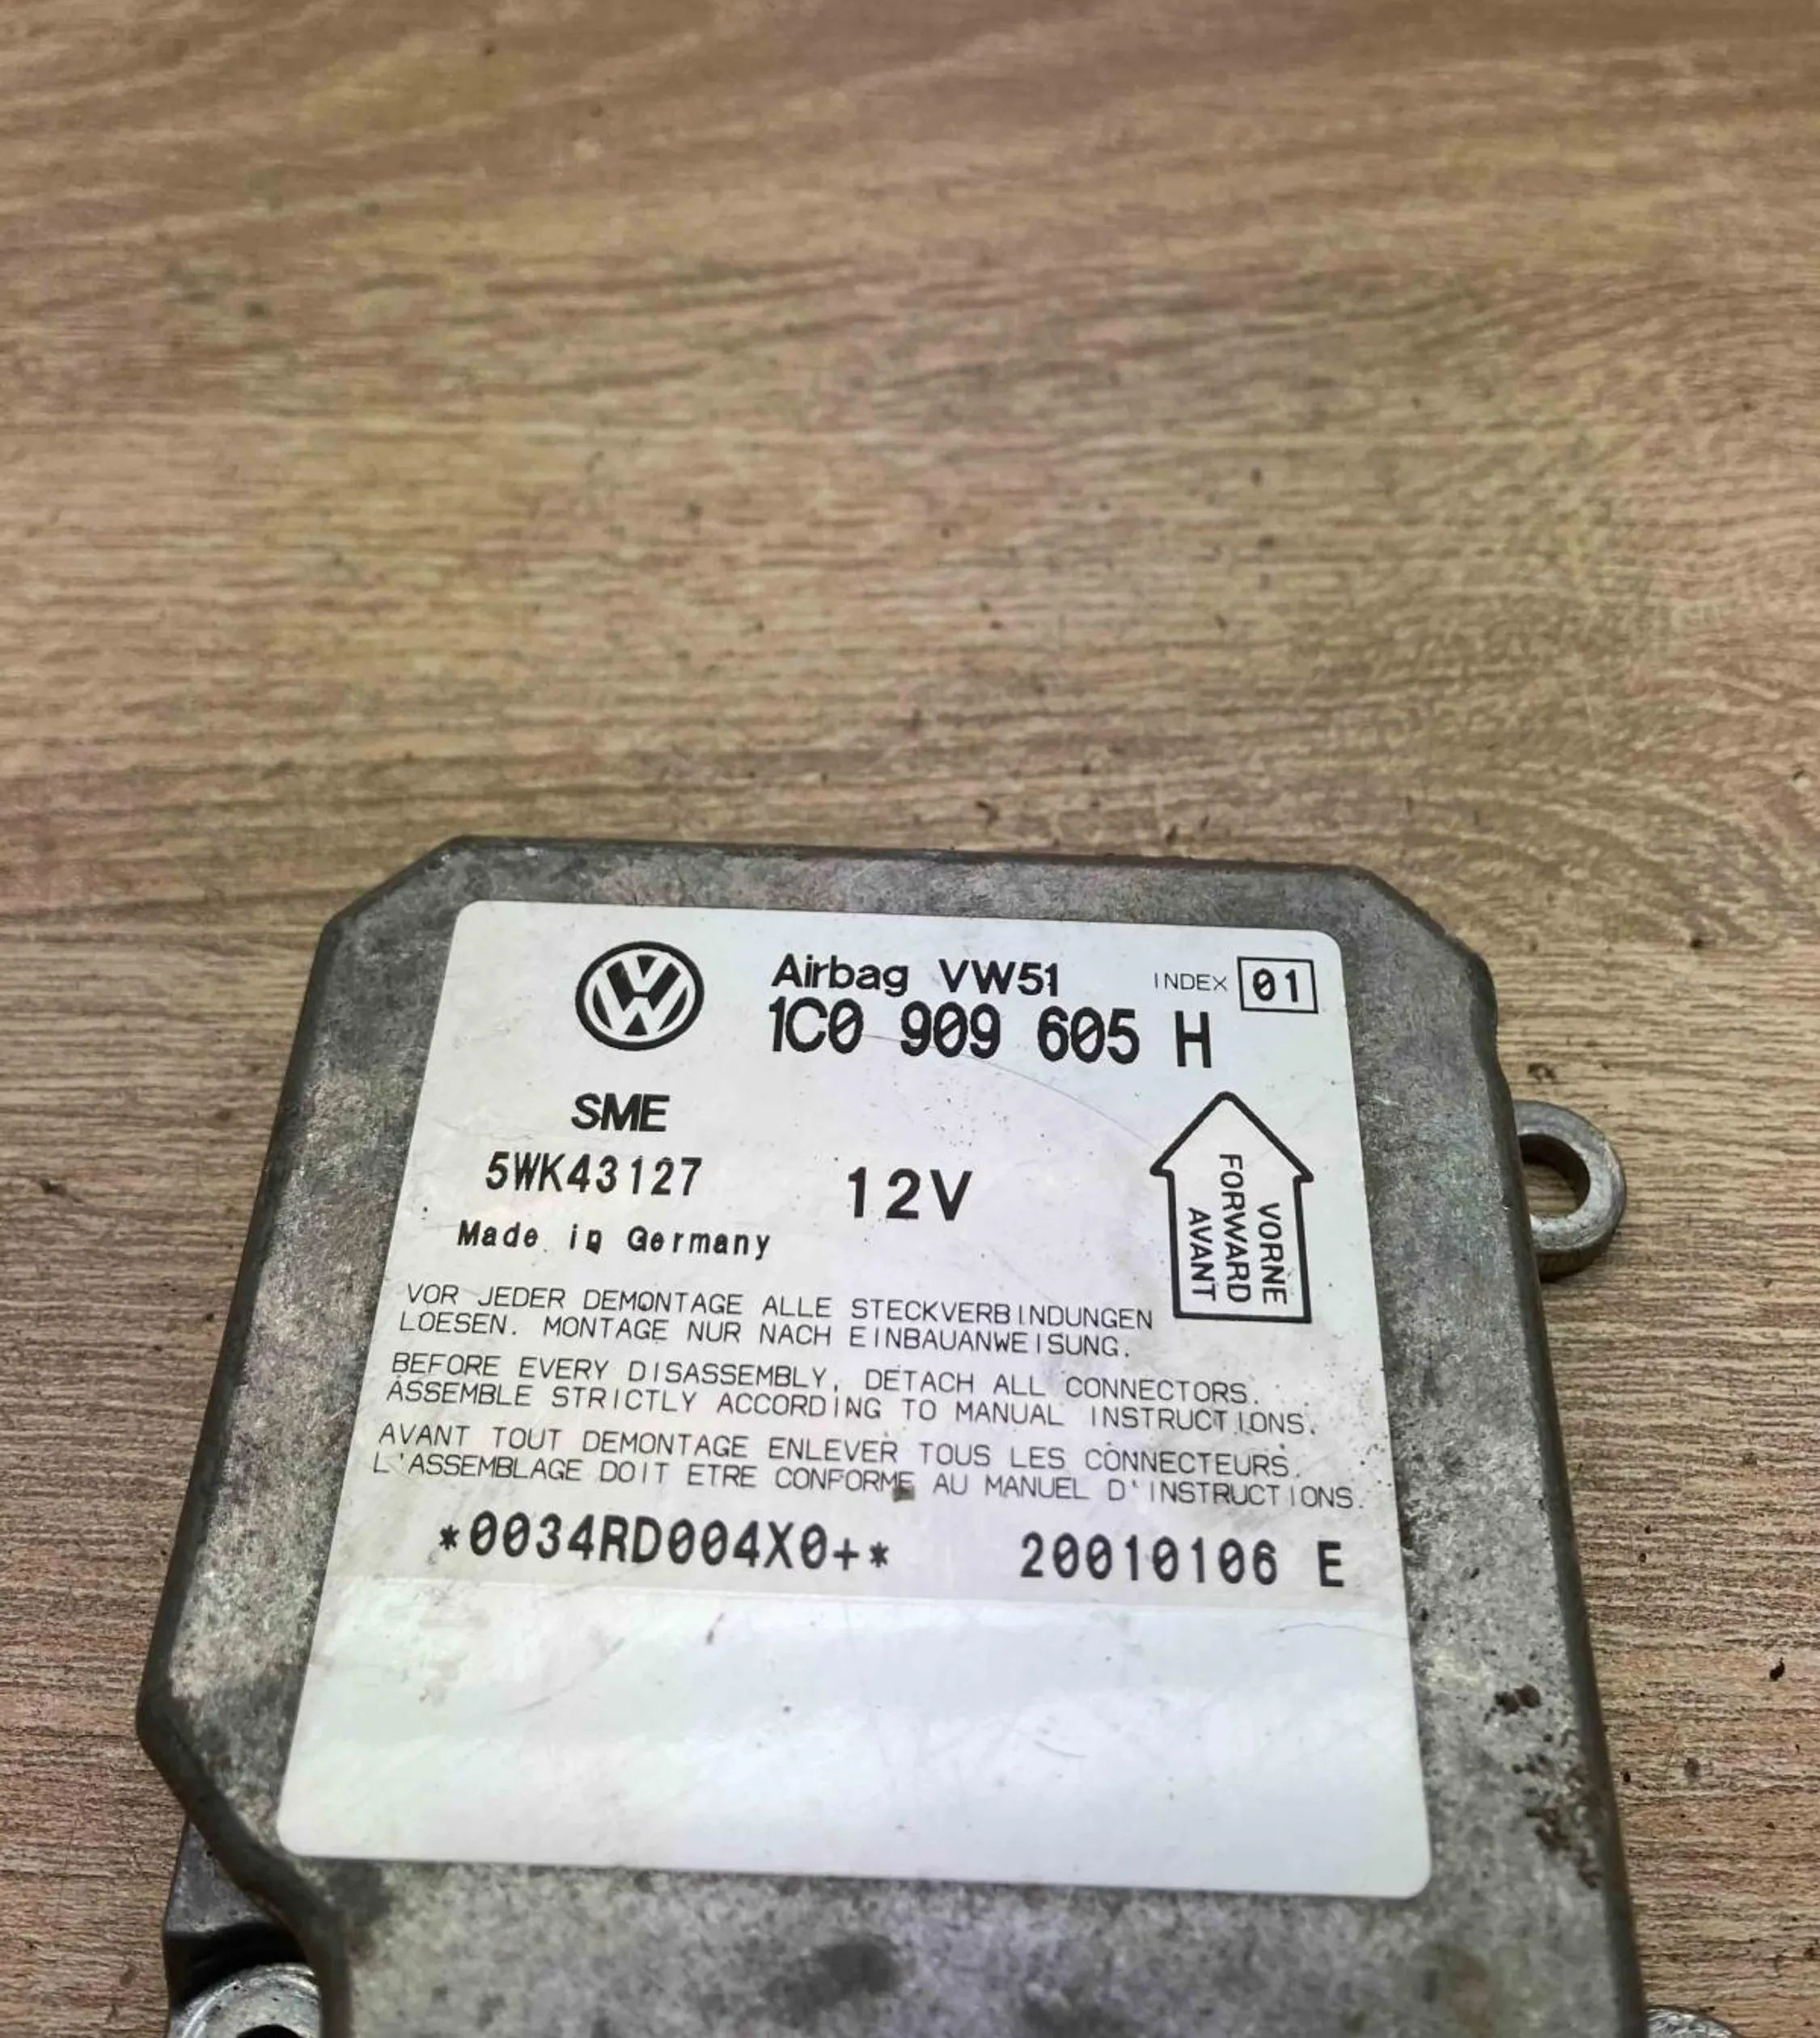 Airbag VW51 INDEX 01
1C0 909 605 H
SME
5WK43127 12V
Made in Germany
VORNE
FORWARD
AVANT
VOR JEDER DEMONTAGE ALLE STECKVERBINDUNGEN
LOESEN. MONTAGE NUR NACH EINBAUANWEISUNG.
BEFORE EVERY DISASSEMBLY, DETACH ALL CONNECTORS.
ASSEMBLE STRICTLY ACCORDING TO MANUAL INSTRUCTIONS.
AVANT TOUT DEMONTAGE ENLEVER TOUS LES CONNECTEURS.
L'ASSEMBLAGE DOIT ETRE CONFORME AU MANUEL D'INSTRUCTIONS.
*0034RD004X0+* 20010106 E